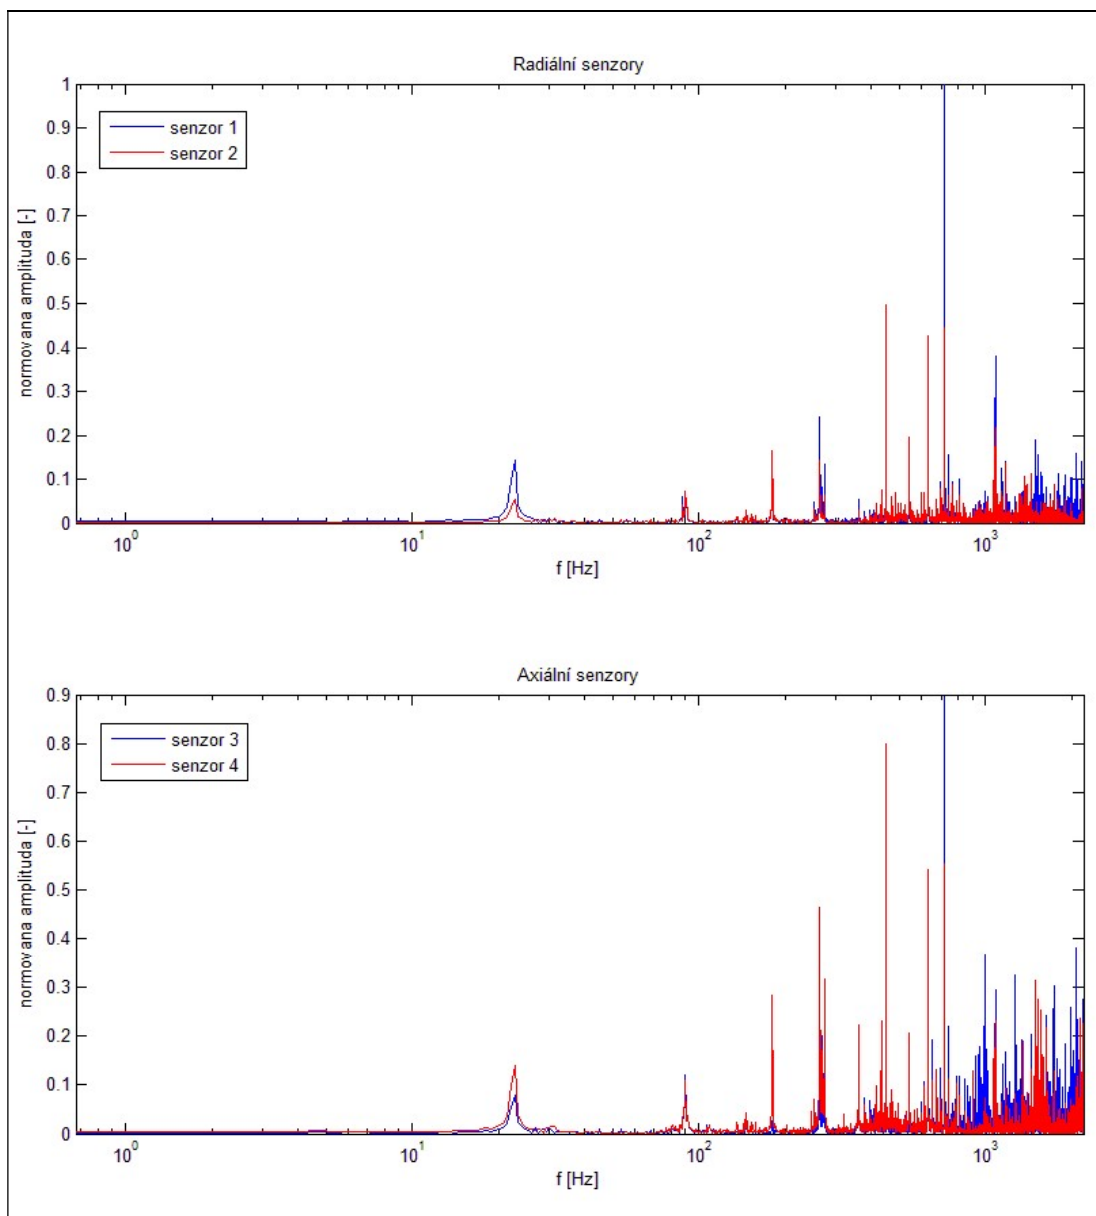 Radiální senzory
1
0.9
0.8
0.7
0.6
0.5
0.4
0.3
0.2
0.1
0
senzor 1
senzor 2
normovana amplituda [-]
10^0 10^1 10^2 10^3
f [Hz]
Axiální senzory
0.9
0.8
0.7
0.6
0.5
0.4
0.3
0.2
0.1
0
senzor 3
senzor 4
normovana amplituda [-]
10^0 10^1 10^2 10^3
f [Hz]